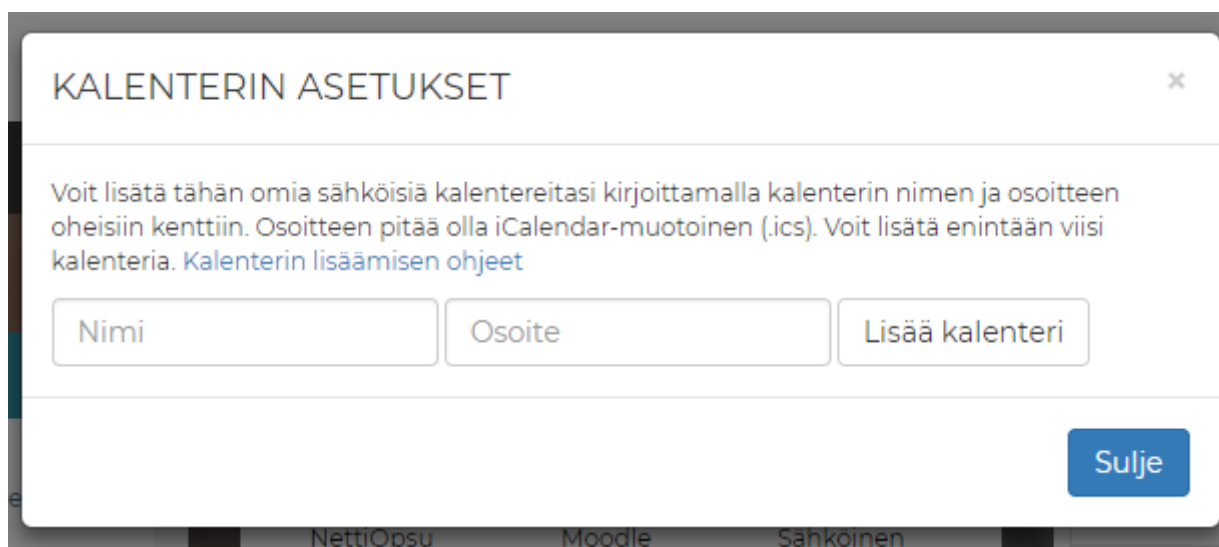 KALENTERIN ASETUKSET
×
Voit lisätä tähän omia sähköisiä kalentereitasi kirjoittamalla kalenterin nimen ja osoitteen
oheisiin kenttiin. Osoitteen pitää olla iCalendar-muotoinen (.ics). Voit lisätä enintään viisi
kalenteria. Kalenterin lisäämisen ohjeet
Nimi Osoite Lisää kalenteri
Sulje
NettiOpsu Moodle Sähköinen